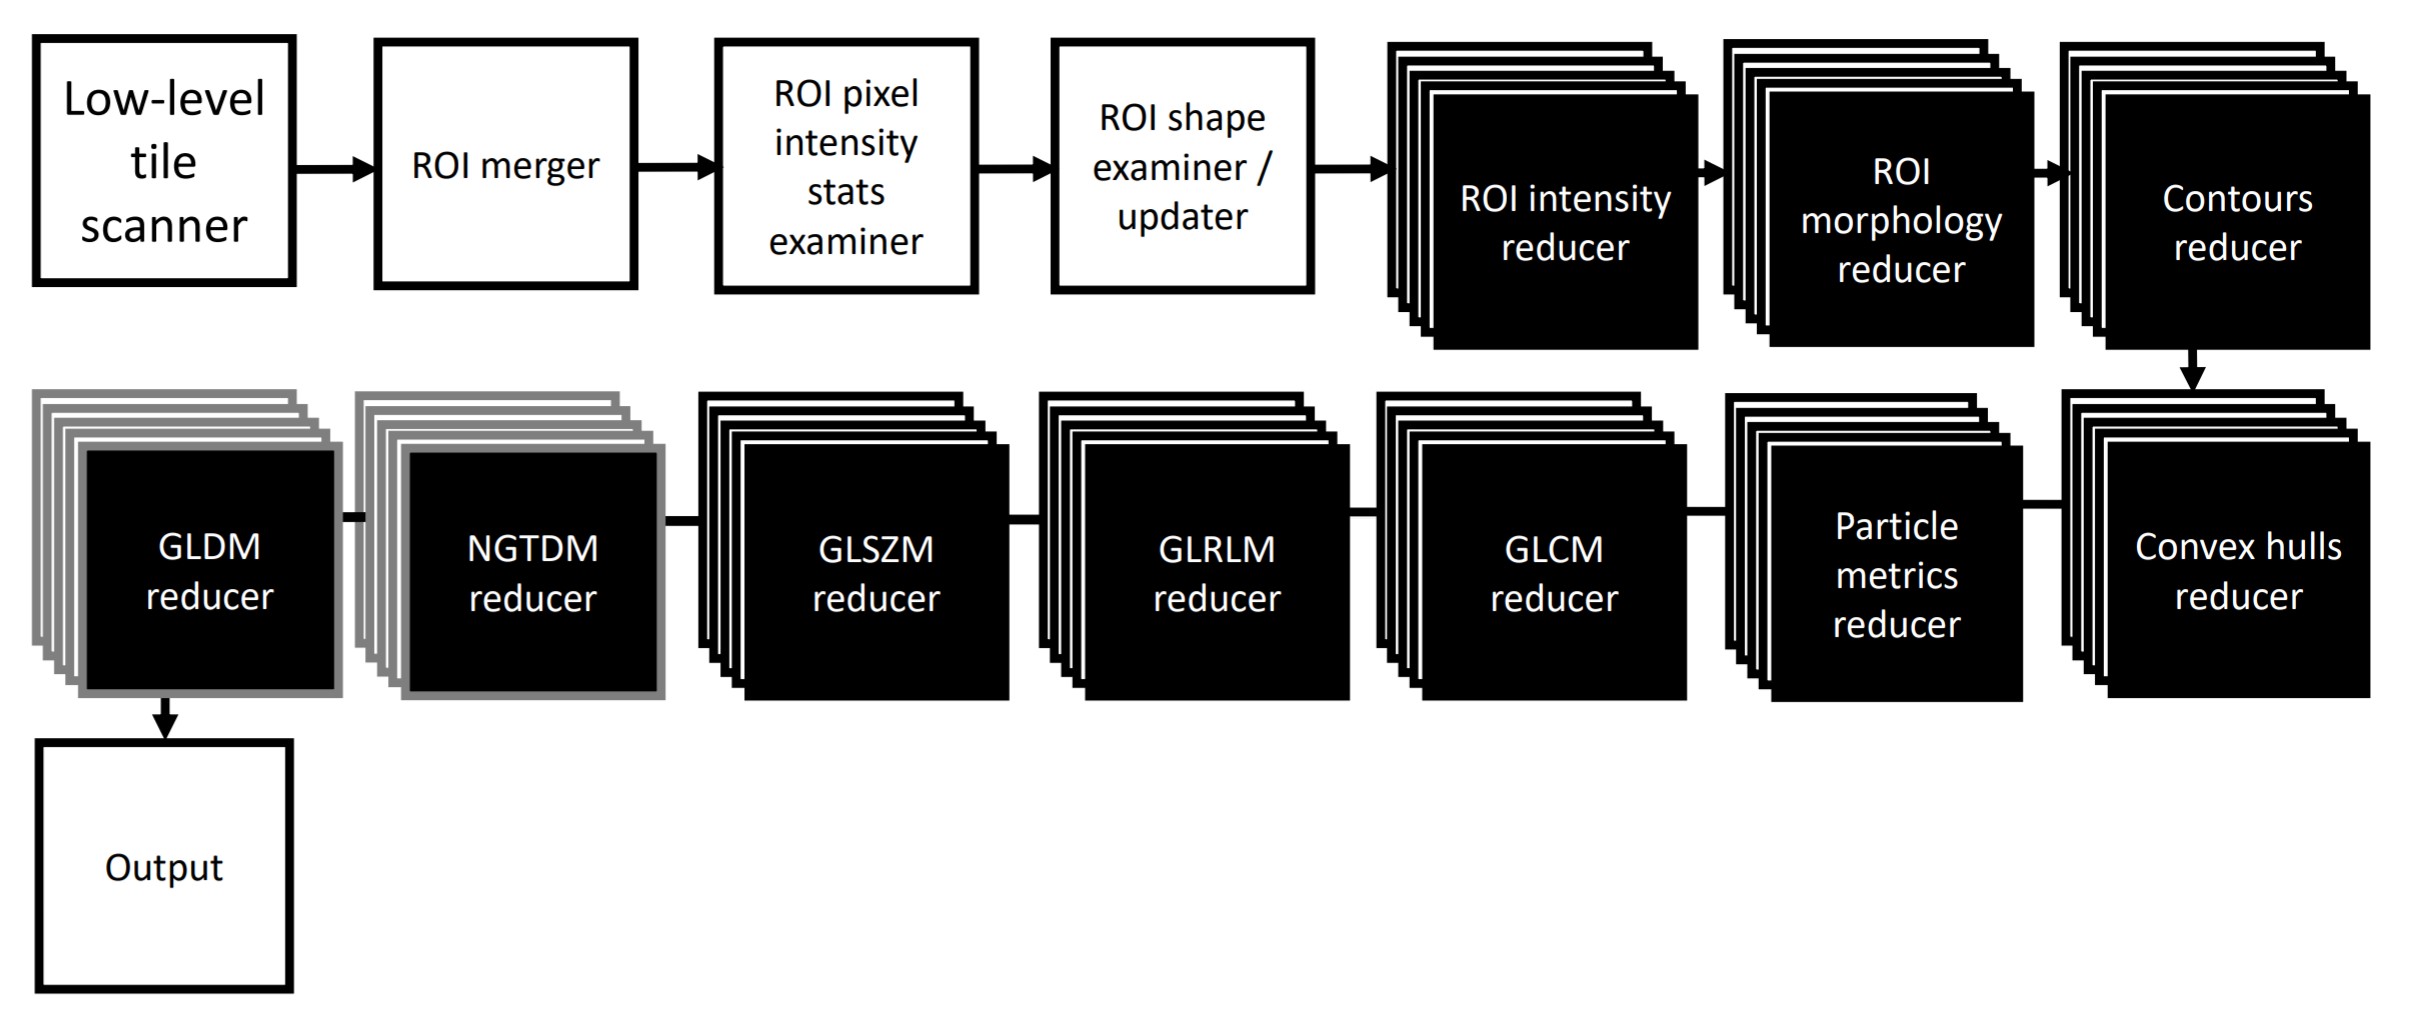 Low-level
tile
scanner
ROI merger
ROI pixel
intensity
stats
examiner
ROI shape
examiner /
updater
ROI intensity
reducer
ROI
morphology
reducer
Contours
reducer
GLDM
reducer
NGTDM
reducer
GLSZM
reducer
GLRLM
reducer
GLCM
reducer
Particle
metrics
reducer
Convex hulls
reducer
Output